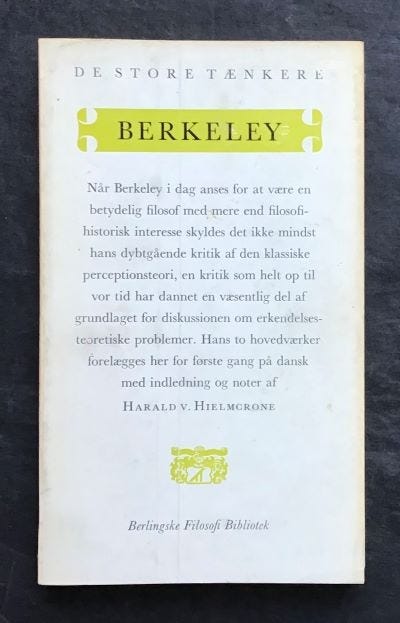 DE STORE TÆNKERE
BERKELEY
Når Berkeley i dag anses for at være en
betydelig filosof med mere end filosofi-
historisk interesse skyldes det ikke mindst
hans dybtgående kritik af den klassiske
perceptionsteori, en kritik som helt op til
vor tid har dannet en væsentlig del af
grundlaget for diskussionen om erkendelses-
teoretiske problemer. Hans to hovedværker
forelægges her for første gang på dansk
med indledning og noter af
HARALD V. HIELMCRONE
Berlingske Filosofi Bibliotek